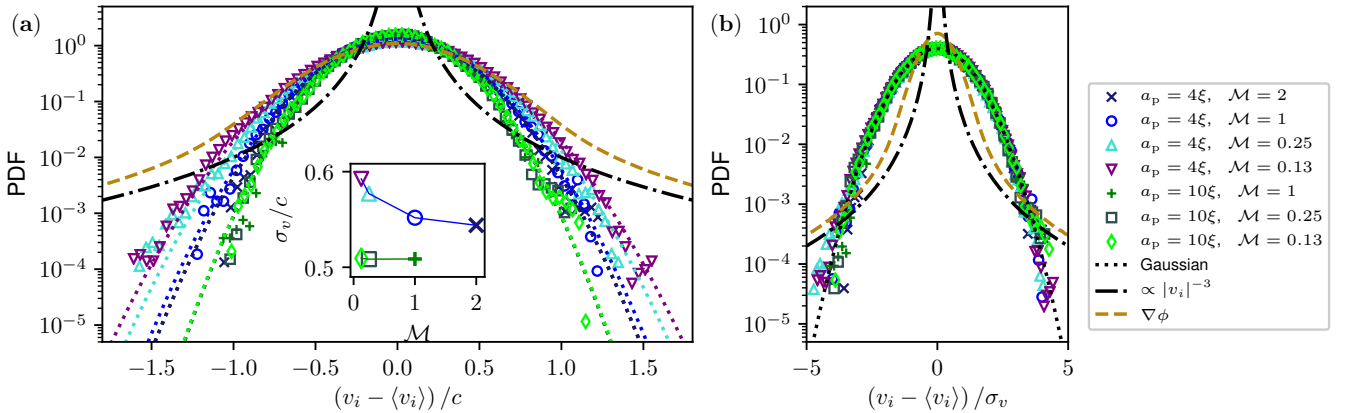 (a)
PDF
10⁰
10⁻¹
10⁻²
10⁻³
10⁻⁴
10⁻⁵
−1.5 −1.0 −0.5 0.0 0.5 1.0 1.5
(v_i − ⟨v_i⟩) /c
σ_v/c
0.6
0.5
0 1 2
ℳ
(b)
PDF
10⁰
10⁻¹
10⁻²
10⁻³
10⁻⁴
10⁻⁵
−5 0 5
(v_i − ⟨v_i⟩) /σ_v
a_p = 4ξ, ℳ = 2
a_p = 4ξ, ℳ = 1
a_p = 4ξ, ℳ = 0.25
a_p = 4ξ, ℳ = 0.13
a_p = 10ξ, ℳ = 1
a_p = 10ξ, ℳ = 0.25
a_p = 10ξ, ℳ = 0.13
Gaussian
∝ |v_i|⁻³
∇ϕ